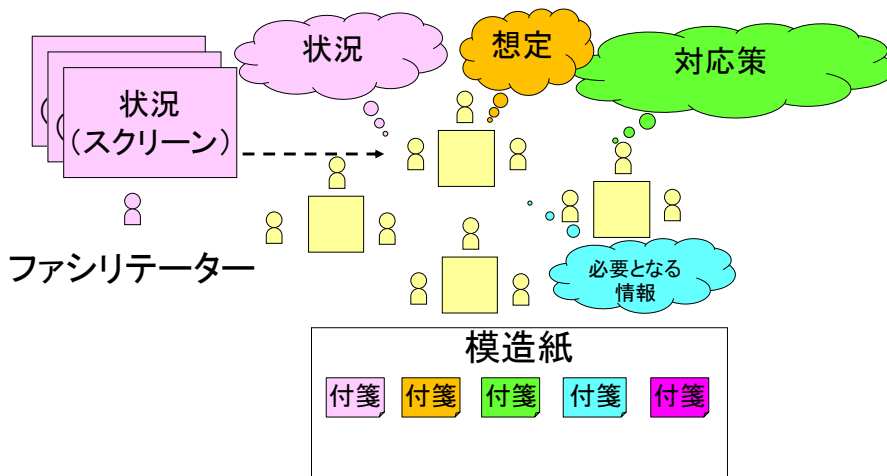 状況
想定
対応策
状況
(スクリーン)
(
(
ファシリテーター
必要となる
情報
模造紙
付箋
付箋
付箋
付箋
付箋